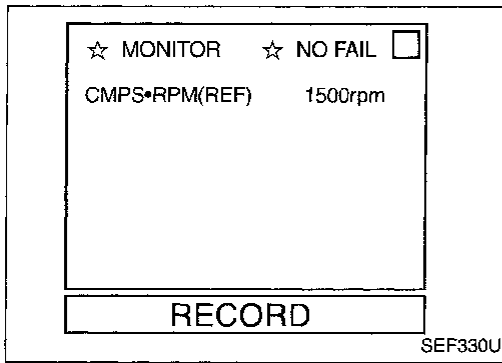 ☆ MONITOR ☆ NO FAIL
CMPS•RPM(REF) 1500rpm
RECORD
SEF330U